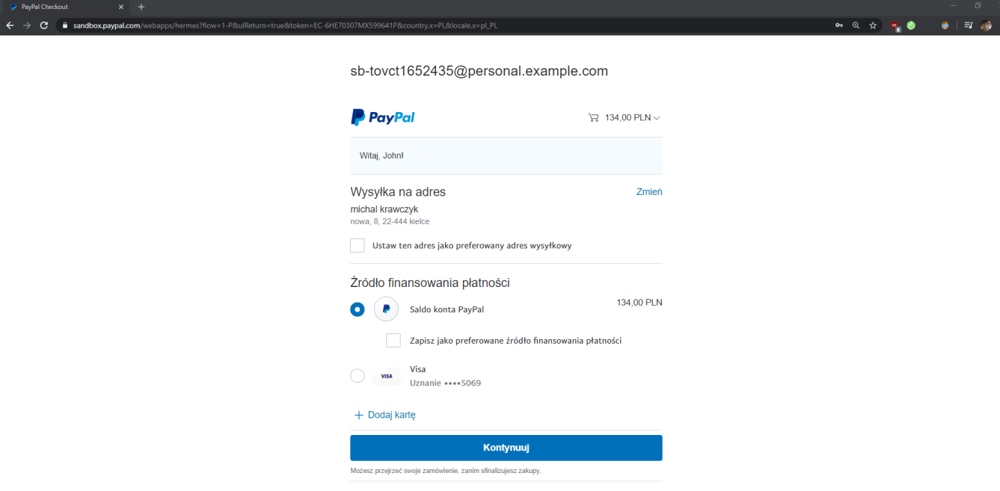 PayPal Checkout
sandbox.paypal.com/webapps/hermes?flow=1-P&ulReturn=true&token=EC-6HE70307MX599641P&country.x=PL&locale.x=pl_PL
sb-tovct1652435@personal.example.com
PayPal
134,00 PLN
Witaj, John!
Wysyłka na adres
Zmień
michal krawczyk
nowa, 8, 22-444 kielce
Ustaw ten adres jako preferowany adres wysyłkowy
Źródło finansowania płatności
134,00 PLN
Saldo konta PayPal
Zapisz jako preferowane źródło finansowania płatności
Visa
VISA
Uznanie ••••5069
+ Dodaj kartę
Kontynuuj
Możesz przejrzeć swoje zamówienie, zanim sfinalizujesz zakupy.